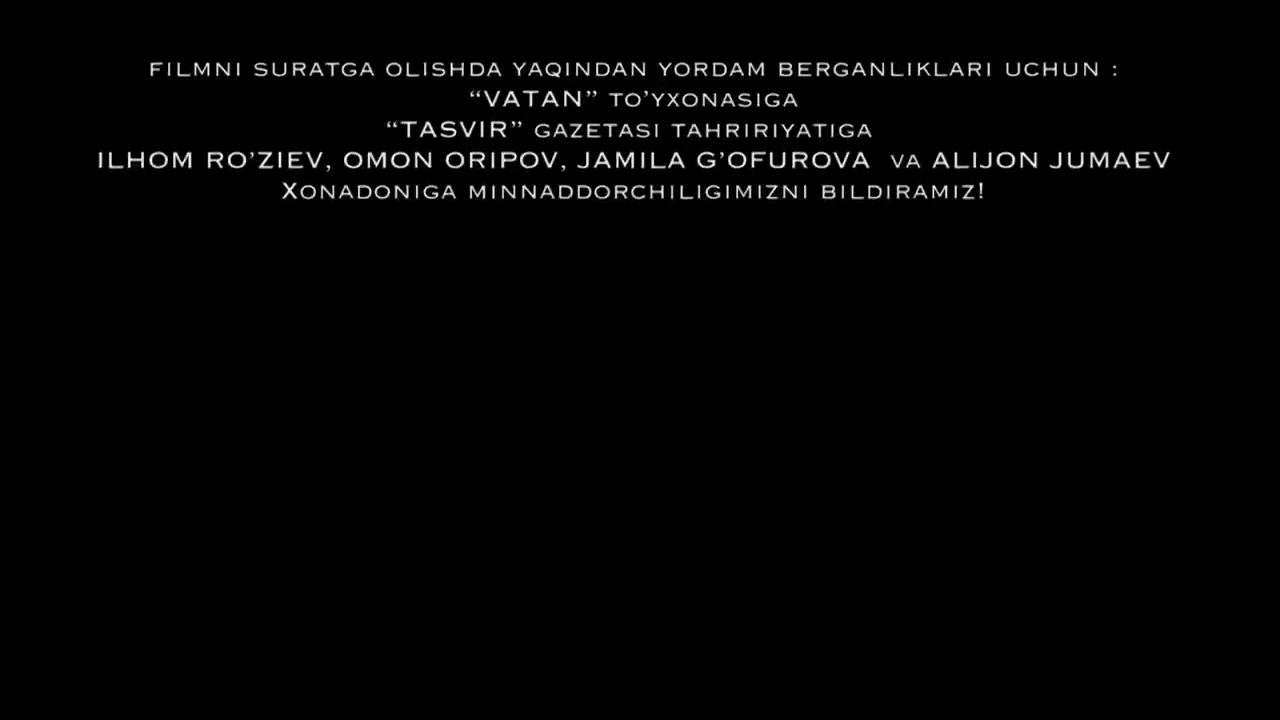 FILMNI SURATGA OLISHDA YAQINDAN YORDAM BERGANLIKLARI UCHUN :
“VATAN” TO’YXONASIGA
“TASVIR” GAZETASI TAHRIRIYATIGA
ILHOM RO’ZIEV, OMON ORIPOV, JAMILA G’OFUROVA VA ALIJON JUMAEV
XONADONIGA MINNADDORCHILIGIMIZNI BILDIRAMIZ!